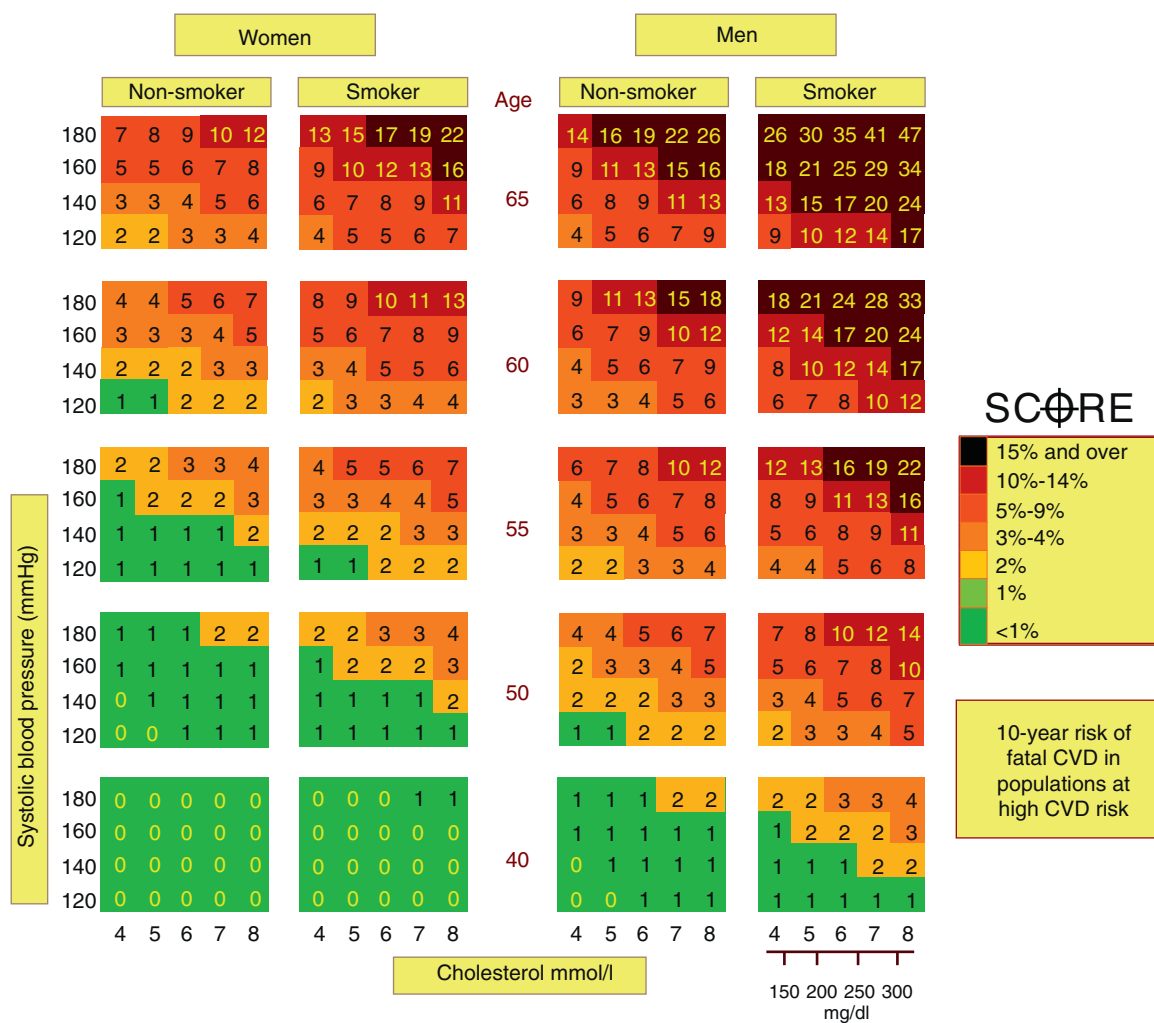 Women Men
Non-smoker Smoker Age Non-smoker Smoker
180 7 8 9 10 12 13 15 17 19 22 14 16 19 22 26 26 30 35 41 47
160 5 5 6 7 8 9 10 12 13 16 9 11 13 15 16 18 21 25 29 34
65
140 3 3 4 5 6 6 7 8 9 11 6 8 9 11 13 13 15 17 20 24
120 2 2 3 3 4 4 5 5 6 7 4 5 6 7 9 9 10 12 14 17
180 4 4 5 6 7 8 9 10 11 13 9 11 13 15 18 18 21 24 28 33
160 3 3 3 4 5 5 6 7 8 9 6 7 9 10 12 12 14 17 20 24
60
140 2 2 2 3 3 3 4 5 5 6 4 5 6 7 9 8 10 12 14 17
120 1 1 2 2 2 2 3 3 4 4 3 3 4 5 6 6 7 8 10 12
180 2 2 3 3 4 4 5 5 6 7 6 7 8 10 12 12 13 16 19 22
160 1 2 2 2 3 3 3 4 4 5 4 5 6 7 8 8 9 11 13 16
55
140 1 1 1 1 2 2 2 2 3 3 3 3 4 5 6 5 6 8 9 11
120 1 1 1 1 1 1 1 2 2 2 2 2 3 3 4 4 4 5 6 8
180 1 1 1 2 2 2 2 3 3 4 4 4 5 6 7 7 8 10 12 14
160 1 1 1 1 1 1 2 2 2 3 2 3 3 4 5 5 6 7 8 10
50
140 0 1 1 1 1 1 1 1 1 2 2 2 2 3 3 3 4 5 6 7
120 0 0 1 1 1 1 1 1 1 1 1 1 2 2 2 2 3 3 4 5
180 0 0 0 0 0 0 0 0 1 1 1 1 1 2 2 2 2 3 3 4
160 0 0 0 0 0 0 0 0 0 0 1 1 1 1 1 1 2 2 2 3
40
140 0 0 0 0 0 0 0 0 0 0 0 1 1 1 1 1 1 1 2 2
120 0 0 0 0 0 0 0 0 0 0 0 0 1 1 1 1 1 1 1 1
4 5 6 7 8 4 5 6 7 8 4 5 6 7 8 4 5 6 7 8
Systolic blood pressure (mmHg)
Cholesterol mmol/l
150 200 250 300
mg/dl
SCORE
15% and over
10%-14%
5%-9%
3%-4%
2%
1%
<1%
10-year risk of
fatal CVD in
populations at
high CVD risk